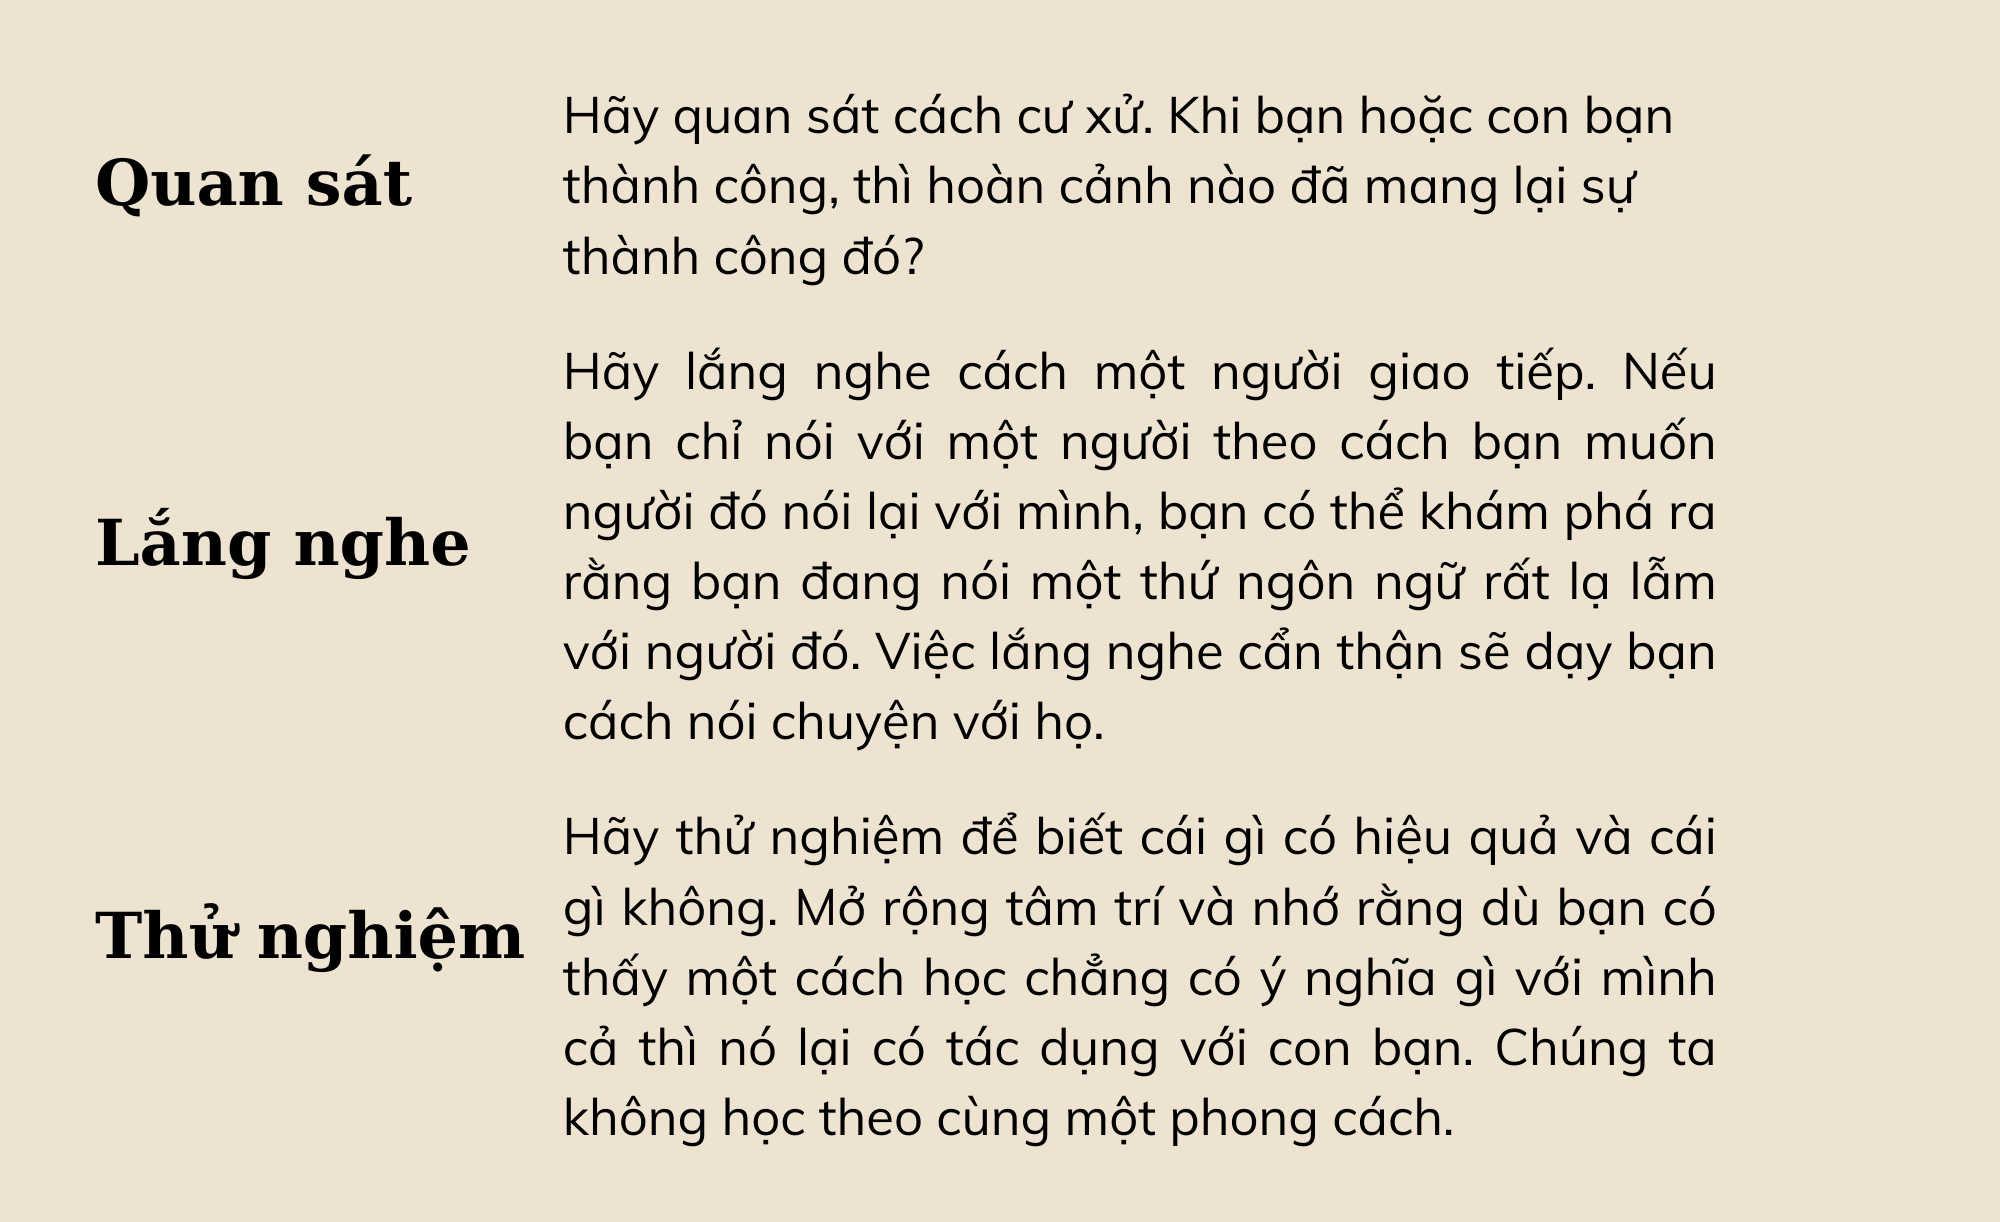 Quan sát
Hãy quan sát cách cư xử. Khi bạn hoặc con bạn
thành công, thì hoàn cảnh nào đã mang lại sự
thành công đó?
Lắng nghe
Hãy lắng nghe cách một người giao tiếp. Nếu
bạn chỉ nói với một người theo cách bạn muốn
người đó nói lại với mình, bạn có thể khám phá ra
rằng bạn đang nói một thứ ngôn ngữ rất lạ lẫm
với người đó. Việc lắng nghe cẩn thận sẽ dạy bạn
cách nói chuyện với họ.
Thử nghiệm
Hãy thử nghiệm để biết cái gì có hiệu quả và cái
gì không. Mở rộng tâm trí và nhớ rằng dù bạn có
thấy một cách học chẳng có ý nghĩa gì với mình
cả thì nó lại có tác dụng với con bạn. Chúng ta
không học theo cùng một phong cách.